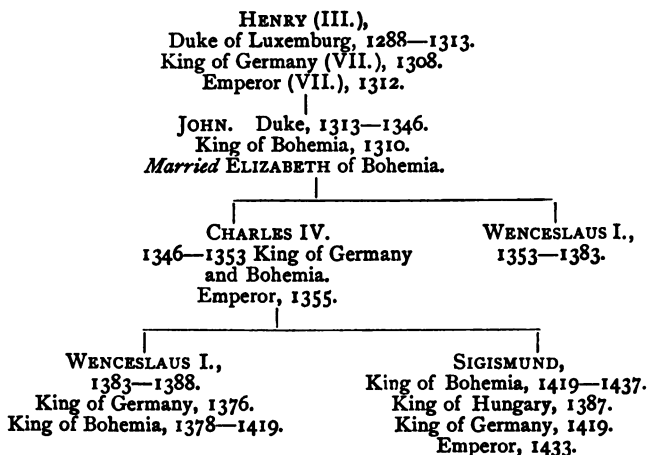 HENRY (III.),
Duke of Luxemburg, 1288—1313.
King of Germany (VII.), 1308.
Emperor (VII.), 1312.
JOHN. Duke, 1313—1346.
King of Bohemia, 1310.
Married ELIZABETH of Bohemia.
CHARLES IV.
1346—1353 King of Germany
and Bohemia.
Emperor, 1355.
WENCESLAUS I.,
1353—1383.
WENCESLAUS I.,
1383—1388.
King of Germany, 1376.
King of Bohemia, 1378—1419.
SIGISMUND,
King of Bohemia, 1419—1437.
King of Hungary, 1387.
King of Germany, 1419.
Emperor, 1433.